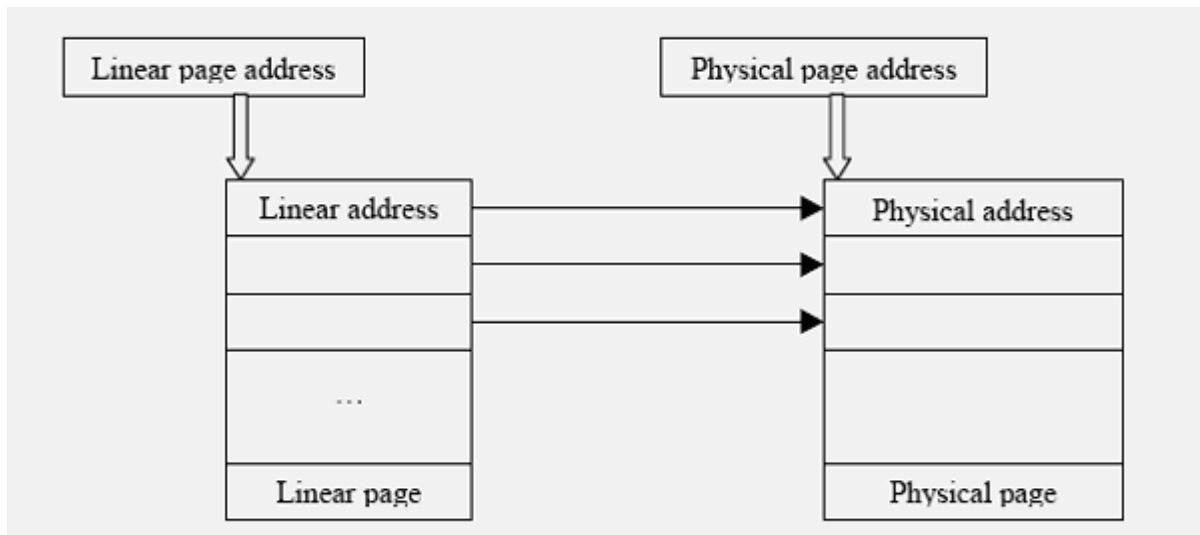 Linear page address
Physical page address
Linear address
Physical address
...
Linear page
Physical page